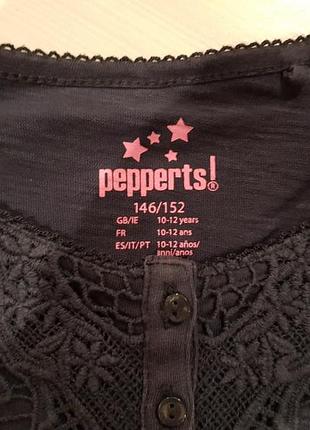 pepperts!®
146/152
GB/IE 10-12 years
FR 10-12 ans
ES/IT/PT 10-12 años/
anni/anos